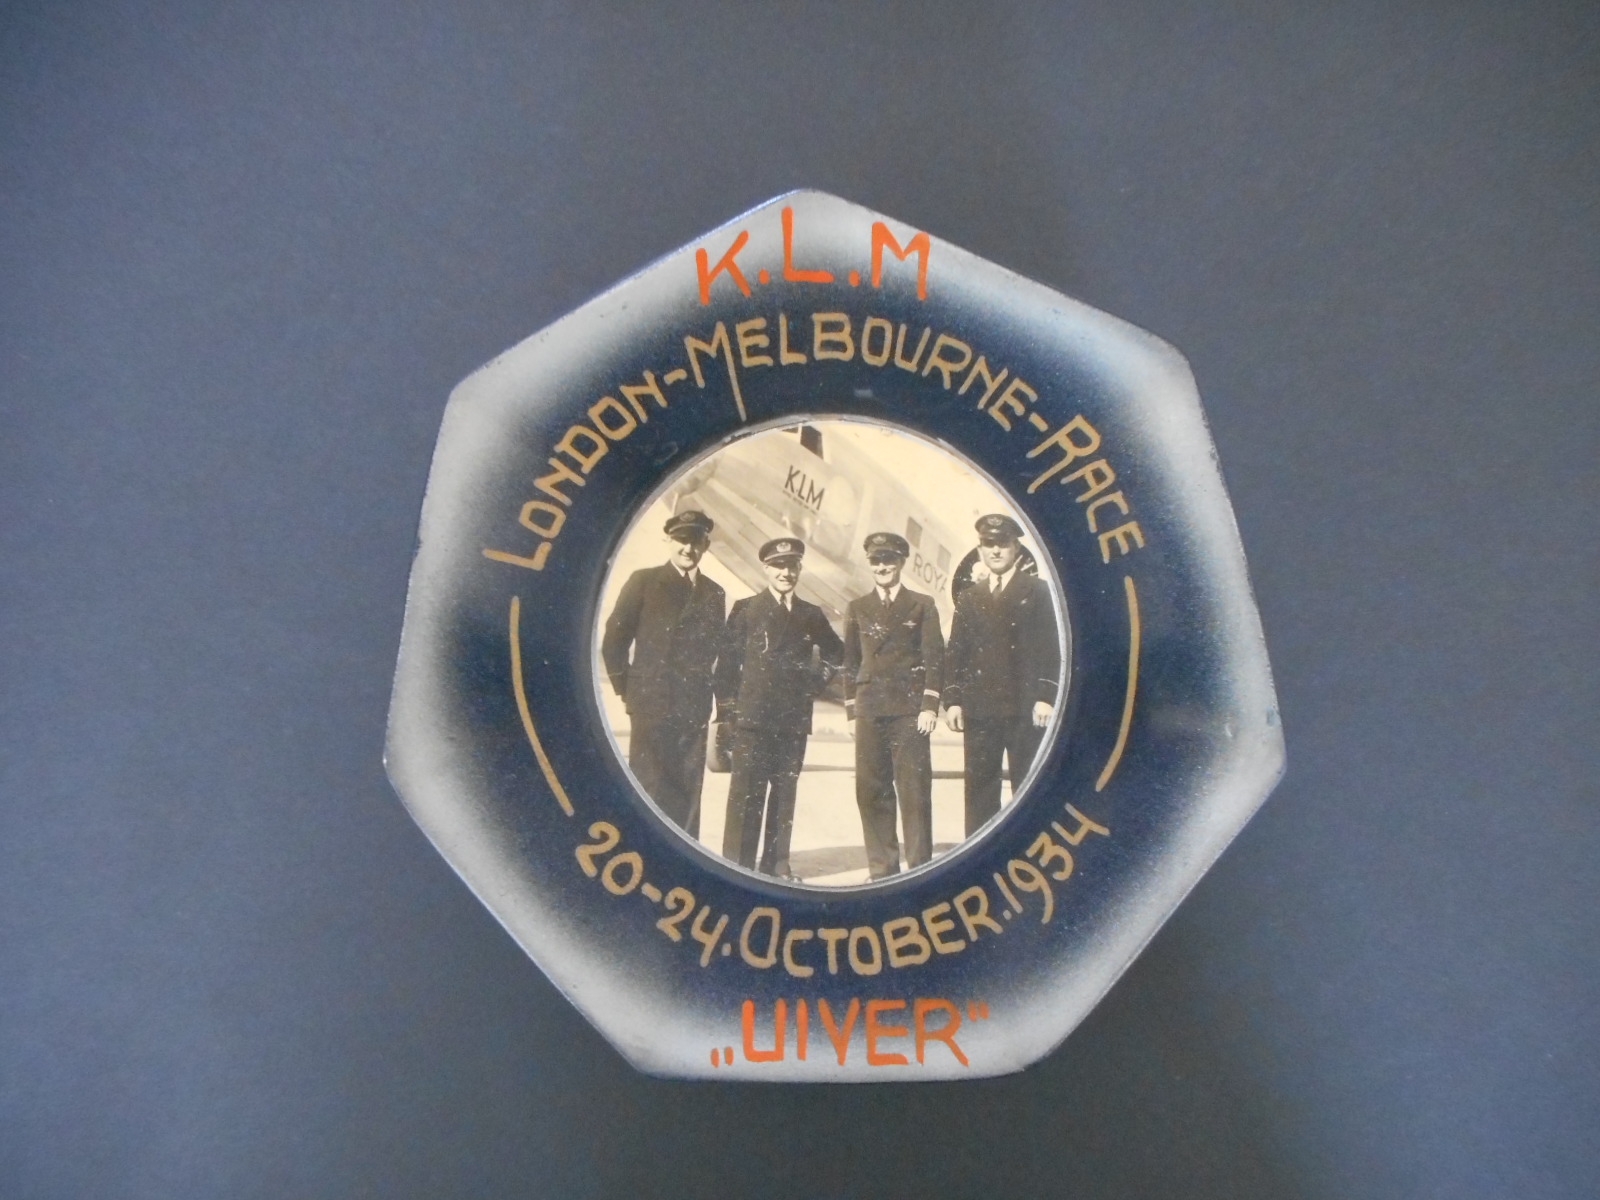 K.L.M
LONDON-MELBOURNE-RACE
KLM
ROYA
20-24.OCTOBER.1934
„UIVER“